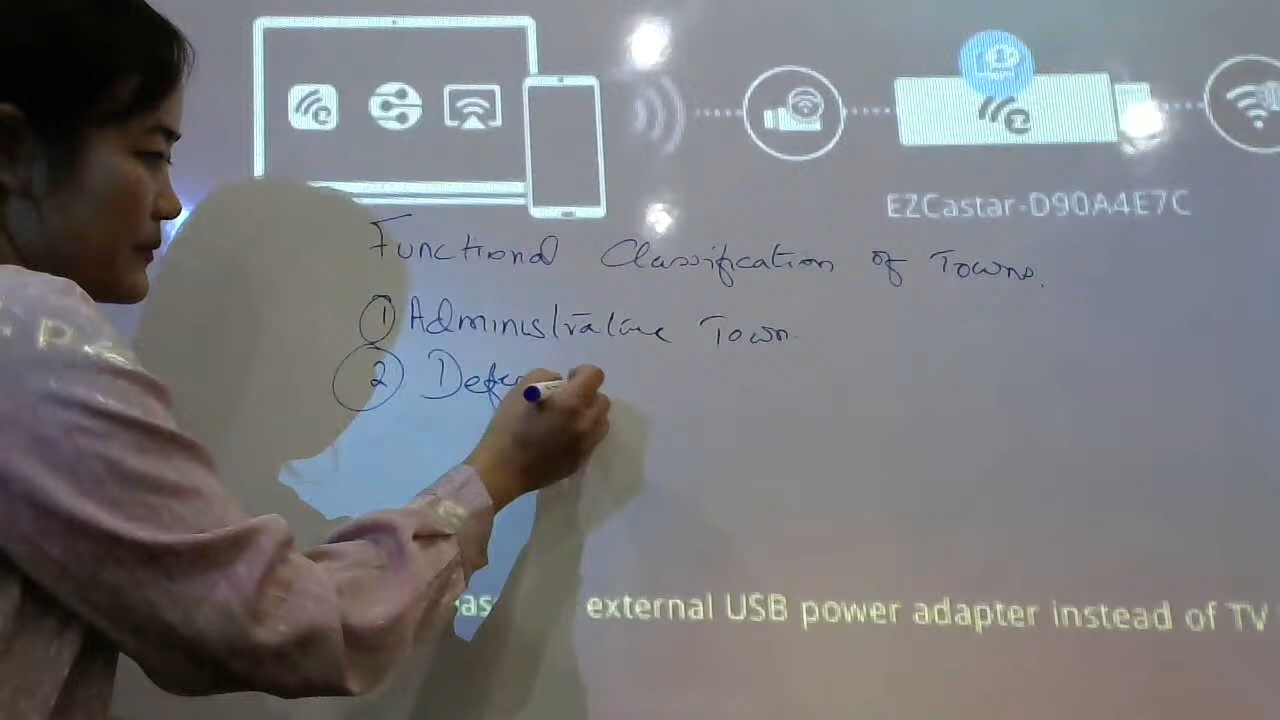 EZCastar-D90A4E7C
Functional Classification of Towns.
① Administrative Town.
② Defe
external USB power adapter instead of TV